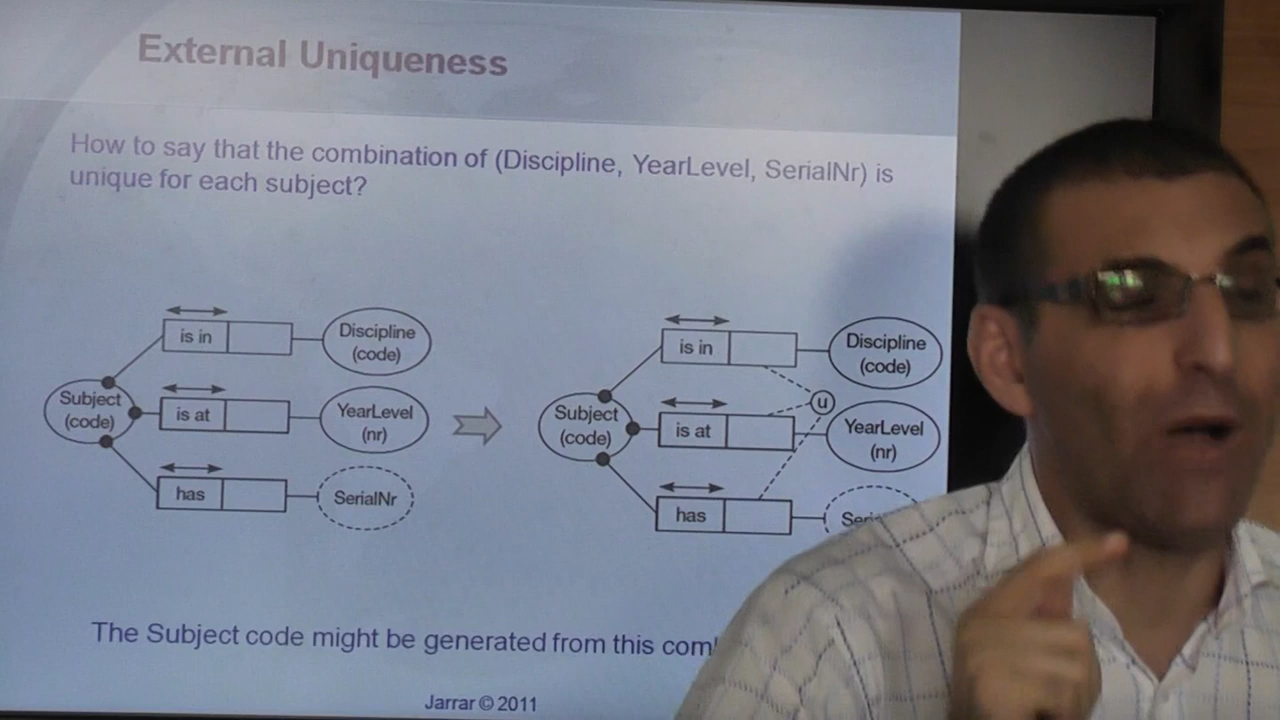 External Uniqueness
How to say that the combination of (Discipline, YearLevel, SerialNr) is
unique for each subject?
is in
Discipline
(code)
Subject
(code)
is at
YearLevel
(nr)
has
SerialNr
is in
Discipline
(code)
u
Subject
(code)
is at
YearLevel
(nr)
has
The Subject code might be generated from this
Jarrar © 2011